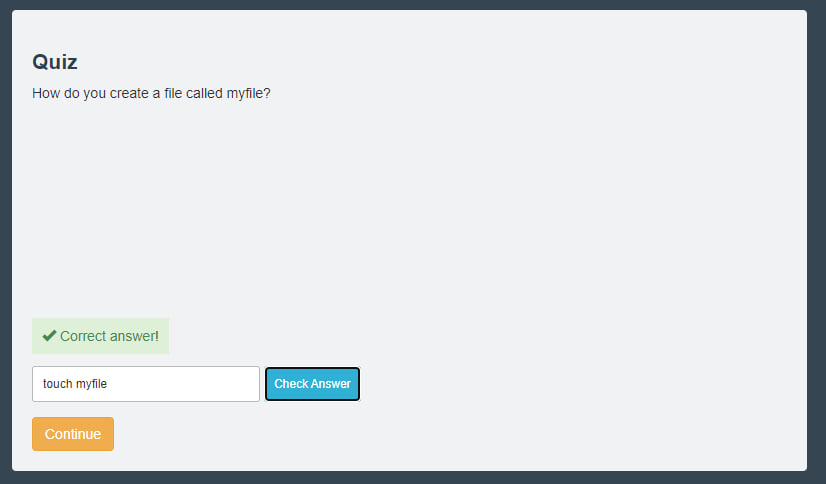 Quiz
How do you create a file called myfile?
Correct answer!
touch myfile
Check Answer
Continue